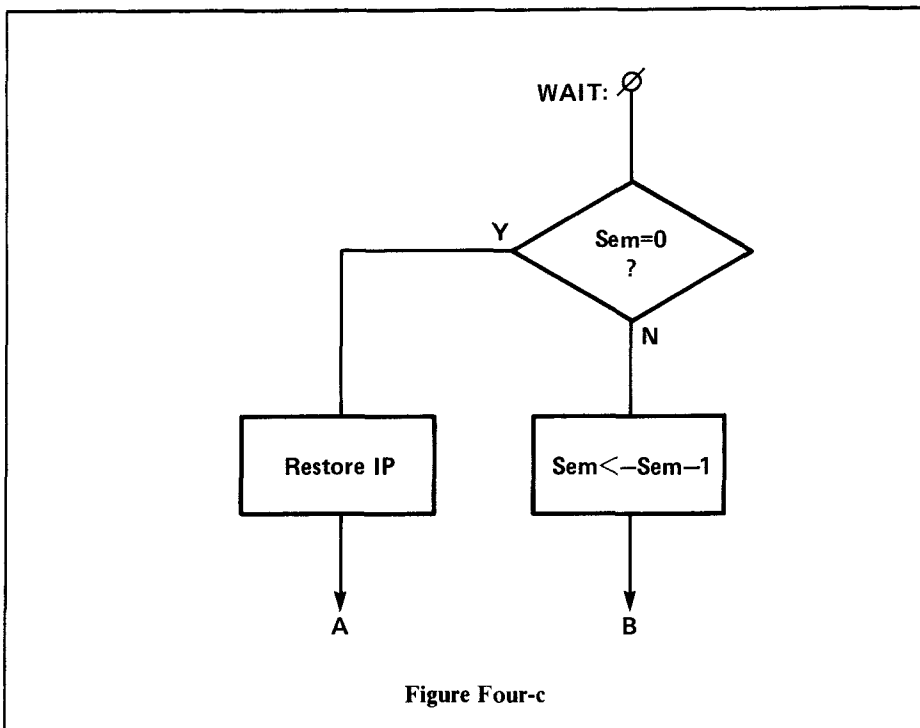 WAIT:
Y
Sem=0
?
N
Restore IP
Sem<–Sem–1
A
B
Figure Four-c